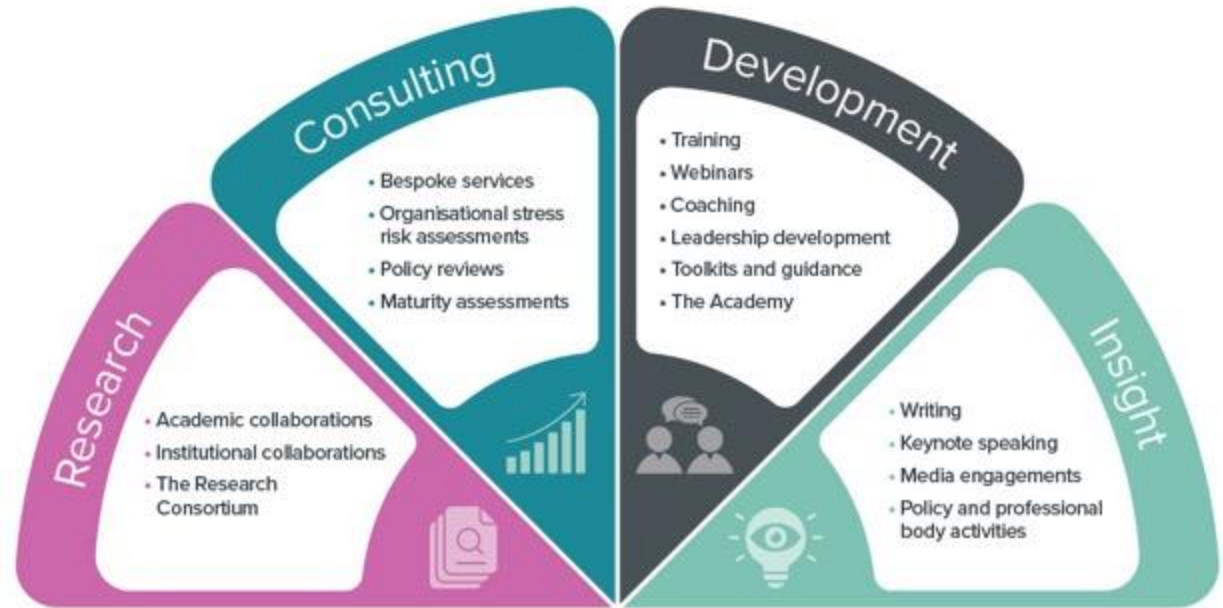 Research
• Academic collaborations
• Institutional collaborations
• The Research
Consortium
Consulting
• Bespoke services
• Organisational stress
risk assessments
• Policy reviews
• Maturity assessments
Development
• Training
• Webinars
• Coaching
• Leadership development
• Toolkits and guidance
• The Academy
Insight
• Writing
• Keynote speaking
• Media engagements
• Policy and professional
body activities